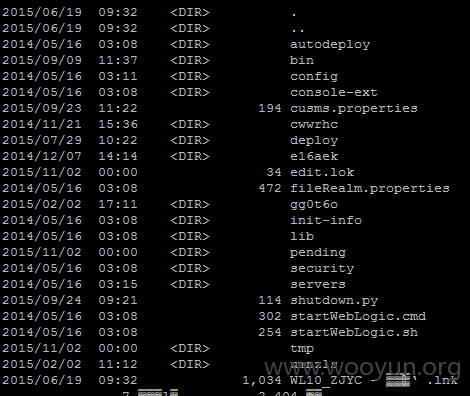 2015/06/19 09:32 <DIR> .
2015/06/19 09:32 <DIR> ..
2014/05/16 03:08 <DIR> autodeploy
2015/09/09 11:37 <DIR> bin
2014/05/16 03:11 <DIR> config
2014/05/16 03:08 <DIR> console-ext
2015/09/23 11:22 194 cusms.properties
2014/11/21 15:36 <DIR> cwwrhc
2015/07/29 10:22 <DIR> deploy
2014/12/07 14:14 <DIR> e16aek
2015/11/02 00:00 34 edit.lok
2014/05/16 03:08 472 fileRealm.properties
2015/02/02 17:11 <DIR> gg0t6o
2014/05/16 03:08 <DIR> init-info
2014/05/16 03:08 <DIR> lib
2015/11/02 00:00 <DIR> pending
2014/05/16 03:08 <DIR> security
2014/05/16 03:15 <DIR> servers
2015/09/24 09:21 114 shutdown.py
2014/05/16 03:08 302 startWebLogic.cmd
2014/05/16 03:08 254 startWebLogic.sh
2015/11/02 00:00 <DIR> tmp
2015/02/02 11:12 <DIR>
www.wooyun.org
2015/06/19 09:32 1,034 WL10_ZJYC - .lnk